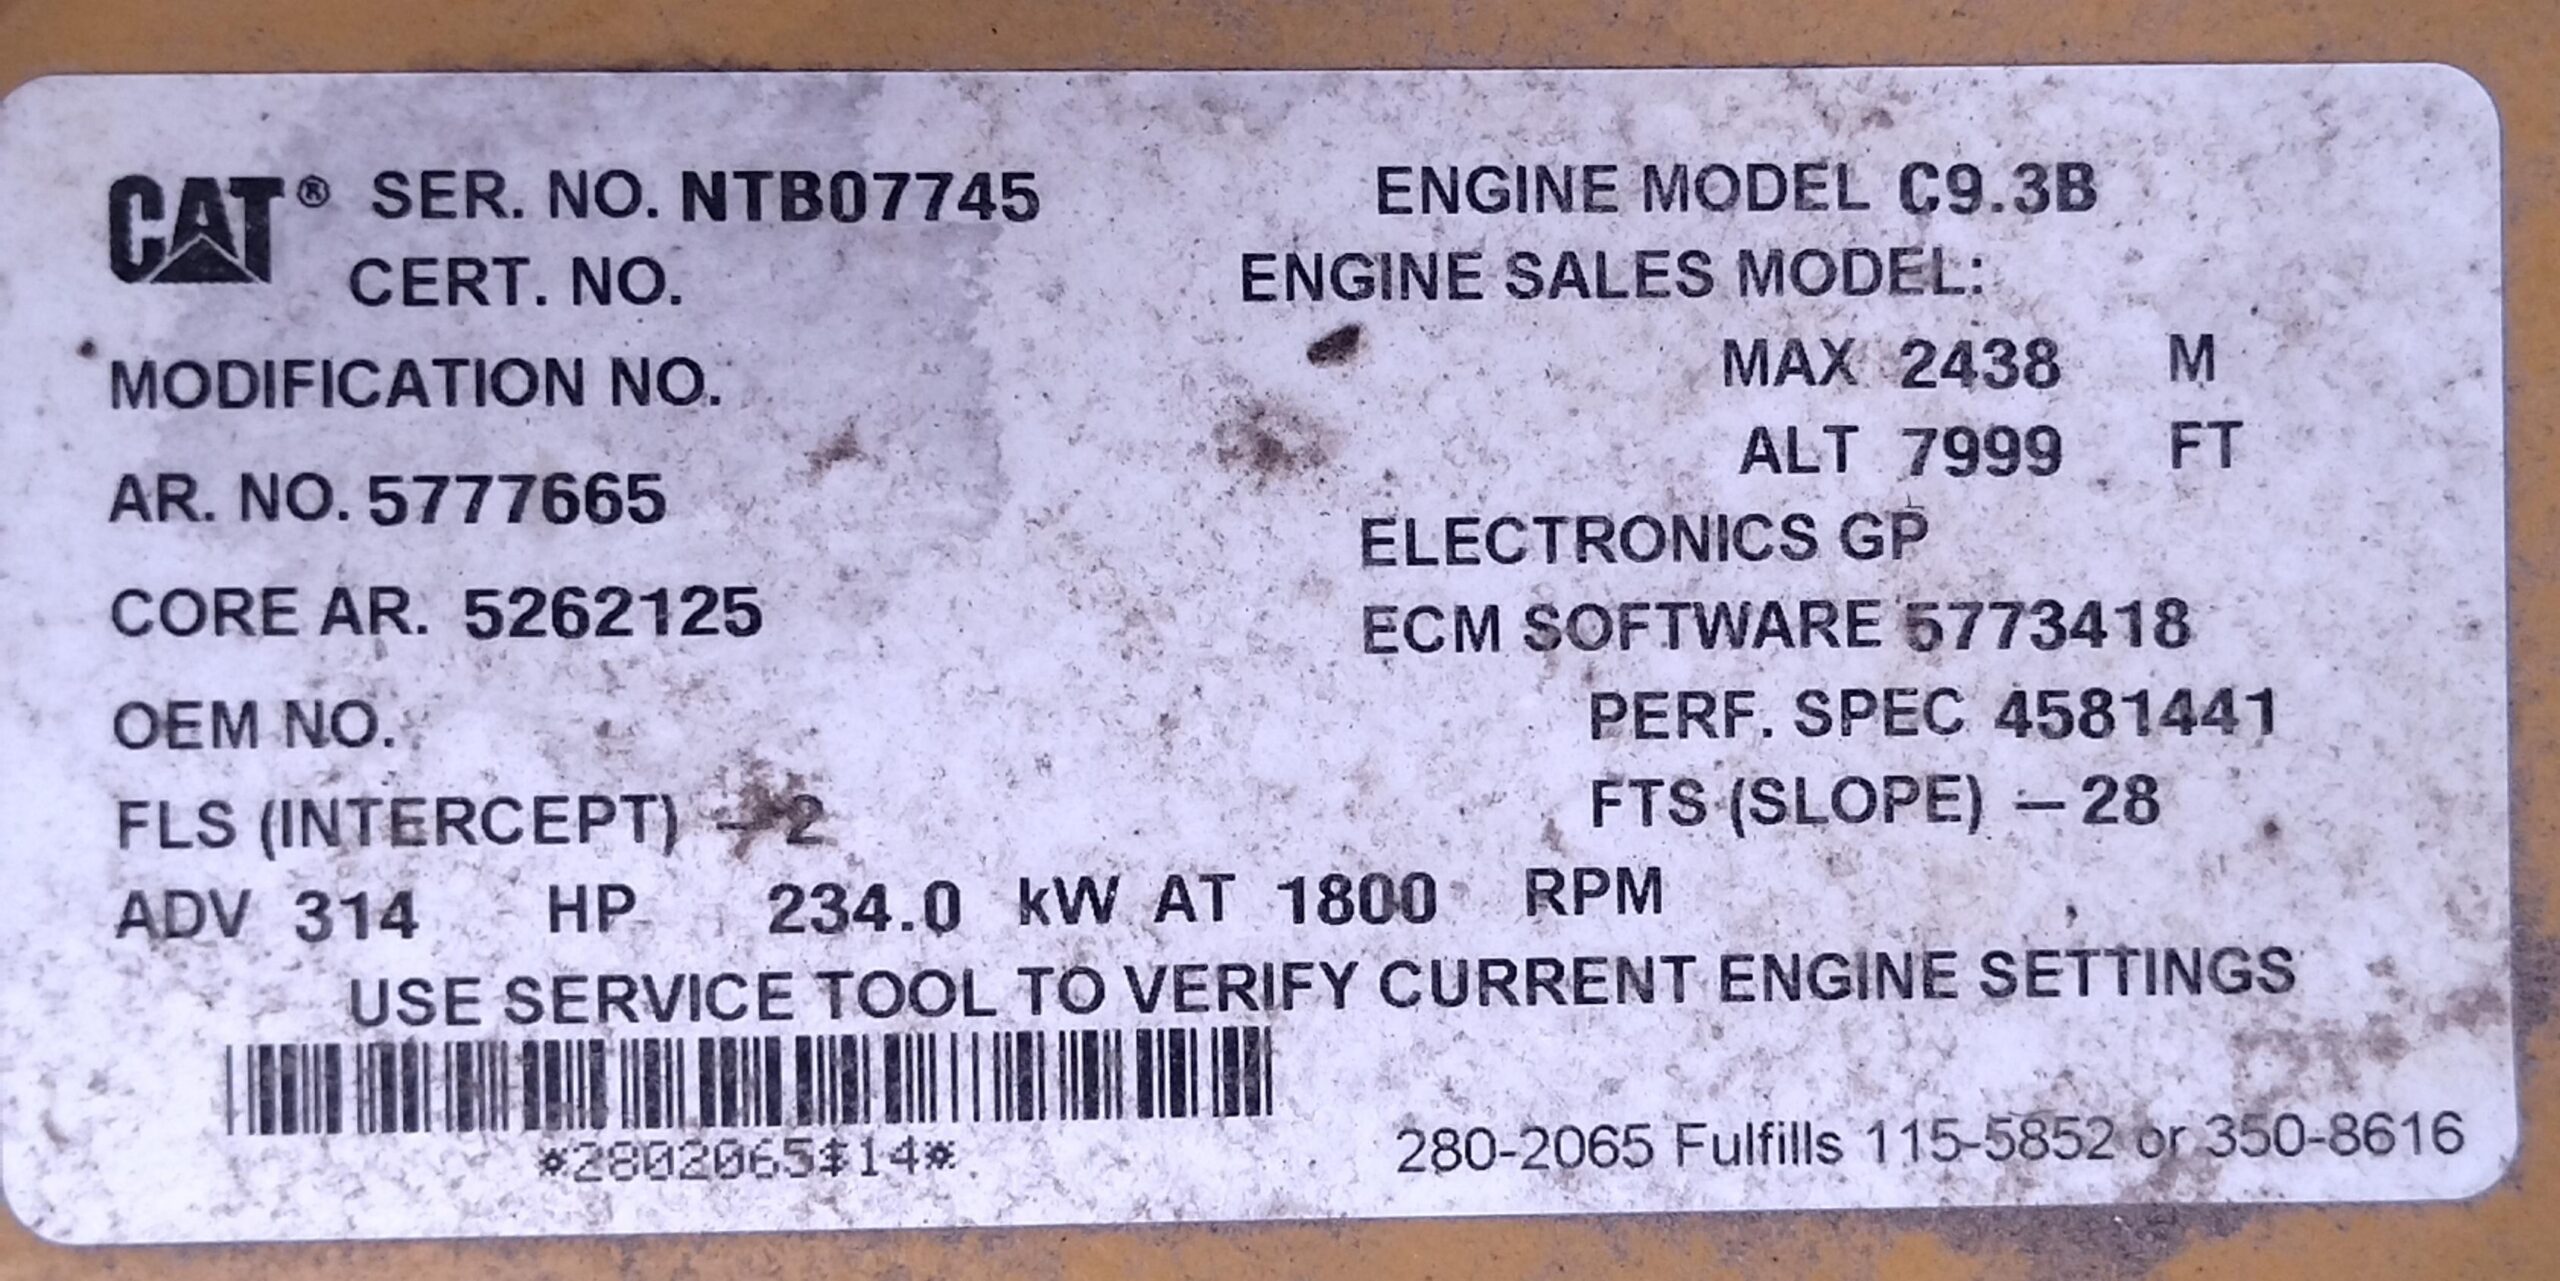 CAT® SER. NO. NTB07745 ENGINE MODEL C9.3B
CERT. NO. ENGINE SALES MODEL:
MODIFICATION NO. MAX 2438 M
ALT 7999 FT
AR. NO. 5777665 ELECTRONICS GP
CORE AR. 5262125 ECM SOFTWARE 5773418
OEM NO. PERF. SPEC 4581441
FLS (INTERCEPT) –2 FTS (SLOPE) –28
ADV 314 HP 234.0 kW AT 1800 RPM
USE SERVICE TOOL TO VERIFY CURRENT ENGINE SETTINGS
*2802065$14*
280-2065 Fulfills 115-5852 or 350-8616